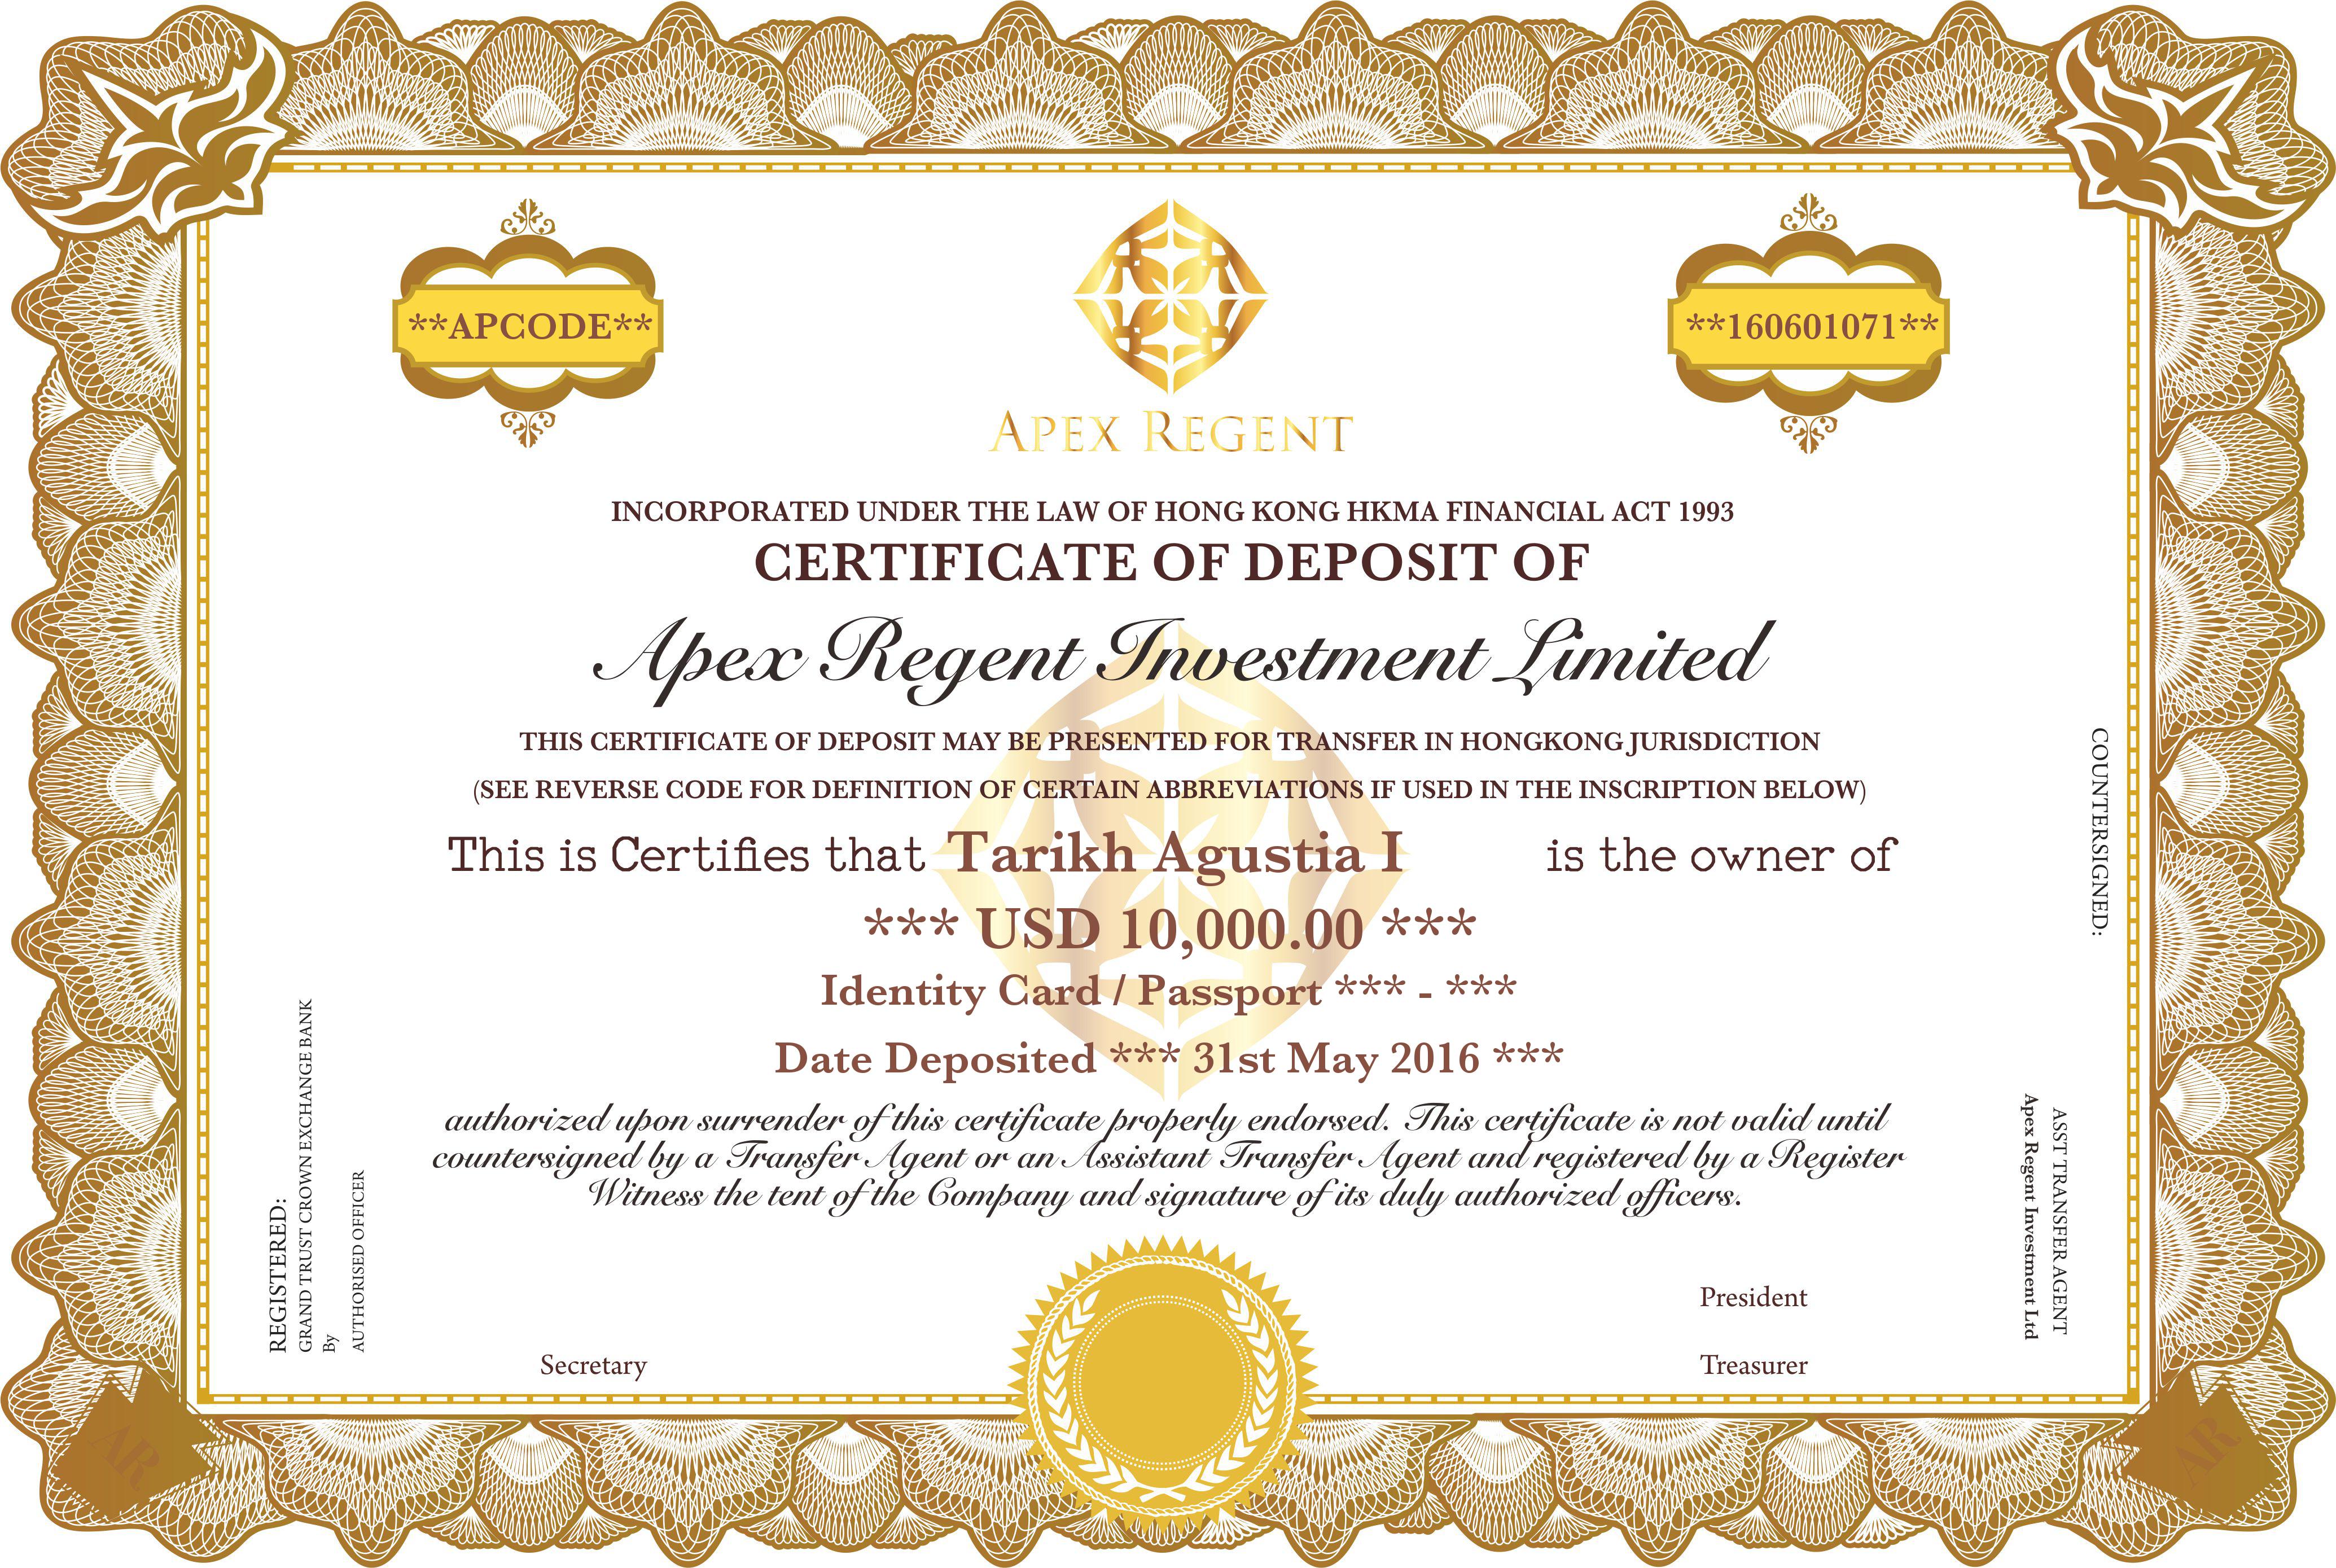 **APCODE**
**160601071**
APEX REGENT
INCORPORATED UNDER THE LAW OF HONG KONG HKMA FINANCIAL ACT 1993
CERTIFICATE OF DEPOSIT OF
Apex Regent Investment Limited
THIS CERTIFICATE OF DEPOSIT MAY BE PRESENTED FOR TRANSFER IN HONGKONG JURISDICTION
(SEE REVERSE CODE FOR DEFINITION OF CERTAIN ABBREVIATIONS IF USED IN THE INSCRIPTION BELOW)
This is Certifies that Tarikh Agustia I is the owner of
*** USD 10,000.00 ***
Identity Card / Passport *** - ***
Date Deposited *** 31st May 2016 ***
authorized upon surrender of this certificate properly endorsed. This certificate is not valid until
countersigned by a Transfer Agent or an Assistant Transfer Agent and registered by a Register
Witness the tent of the Company and signature of its duly authorized officers.
REGISTERED:
GRAND TRUST CROWN EXCHANGE BANK
By
AUTHORISED OFFICER
COUNTERSIGNED:
ASST TRANSFER AGENT
Apex Regent Investment Ltd
President
Secretary
Treasurer
AR
AR